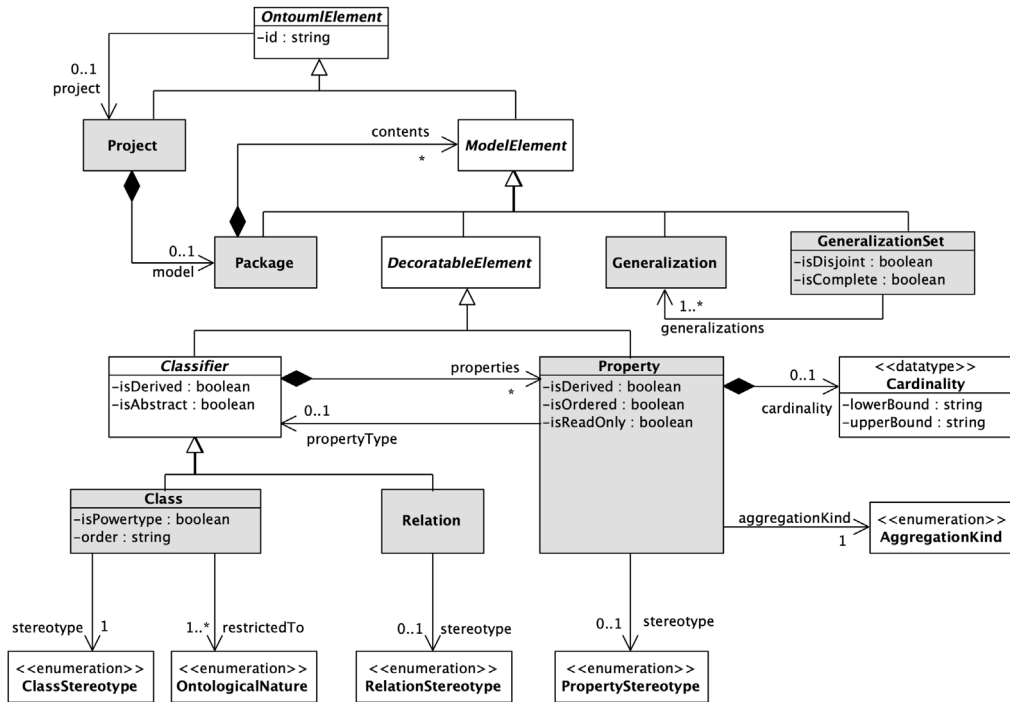 OntoumlElement
-id : string
0..1
project
Project
contents
*
ModelElement
0..1
model
Package
DecoratableElement
Generalization
GeneralizationSet
-isDisjoint : boolean
-isComplete : boolean
1..*
generalizations
Classifier
-isDerived : boolean
-isAbstract : boolean
properties
*
0..1
propertyType
Property
-isDerived : boolean
-isOrdered : boolean
-isReadOnly : boolean
0..1
cardinality
<<datatype>>
Cardinality
-lowerBound : string
-upperBound : string
Class
-isPowertype : boolean
-order : string
Relation
aggregationKind
1
<<enumeration>>
AggregationKind
stereotype
1
1..*
restrictedTo
0..1
stereotype
0..1
stereotype
<<enumeration>>
ClassStereotype
<<enumeration>>
OntologicalNature
<<enumeration>>
RelationStereotype
<<enumeration>>
PropertyStereotype